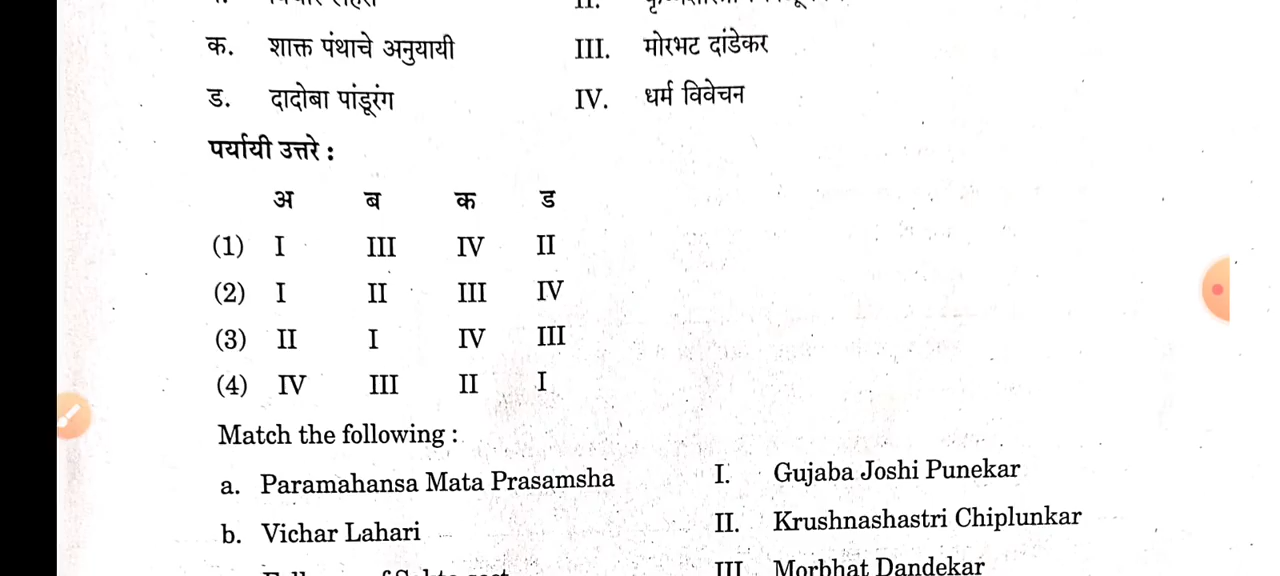 क. शाक्त पंथाचे अनुयायी III. मोरभट दांडेकर
ड. दादोबा पांडूरंग IV. धर्म विवेचन
पर्यायी उत्तरे :
अ ब क ड
(1) I III IV II
(2) I II III IV
(3) II I IV III
(4) IV III II I
Match the following :
a. Paramahansa Mata Prasamsha I. Gujaba Joshi Punekar
b. Vichar Lahari II. Krushnashastri Chiplunkar
III Morbhat Dandekar